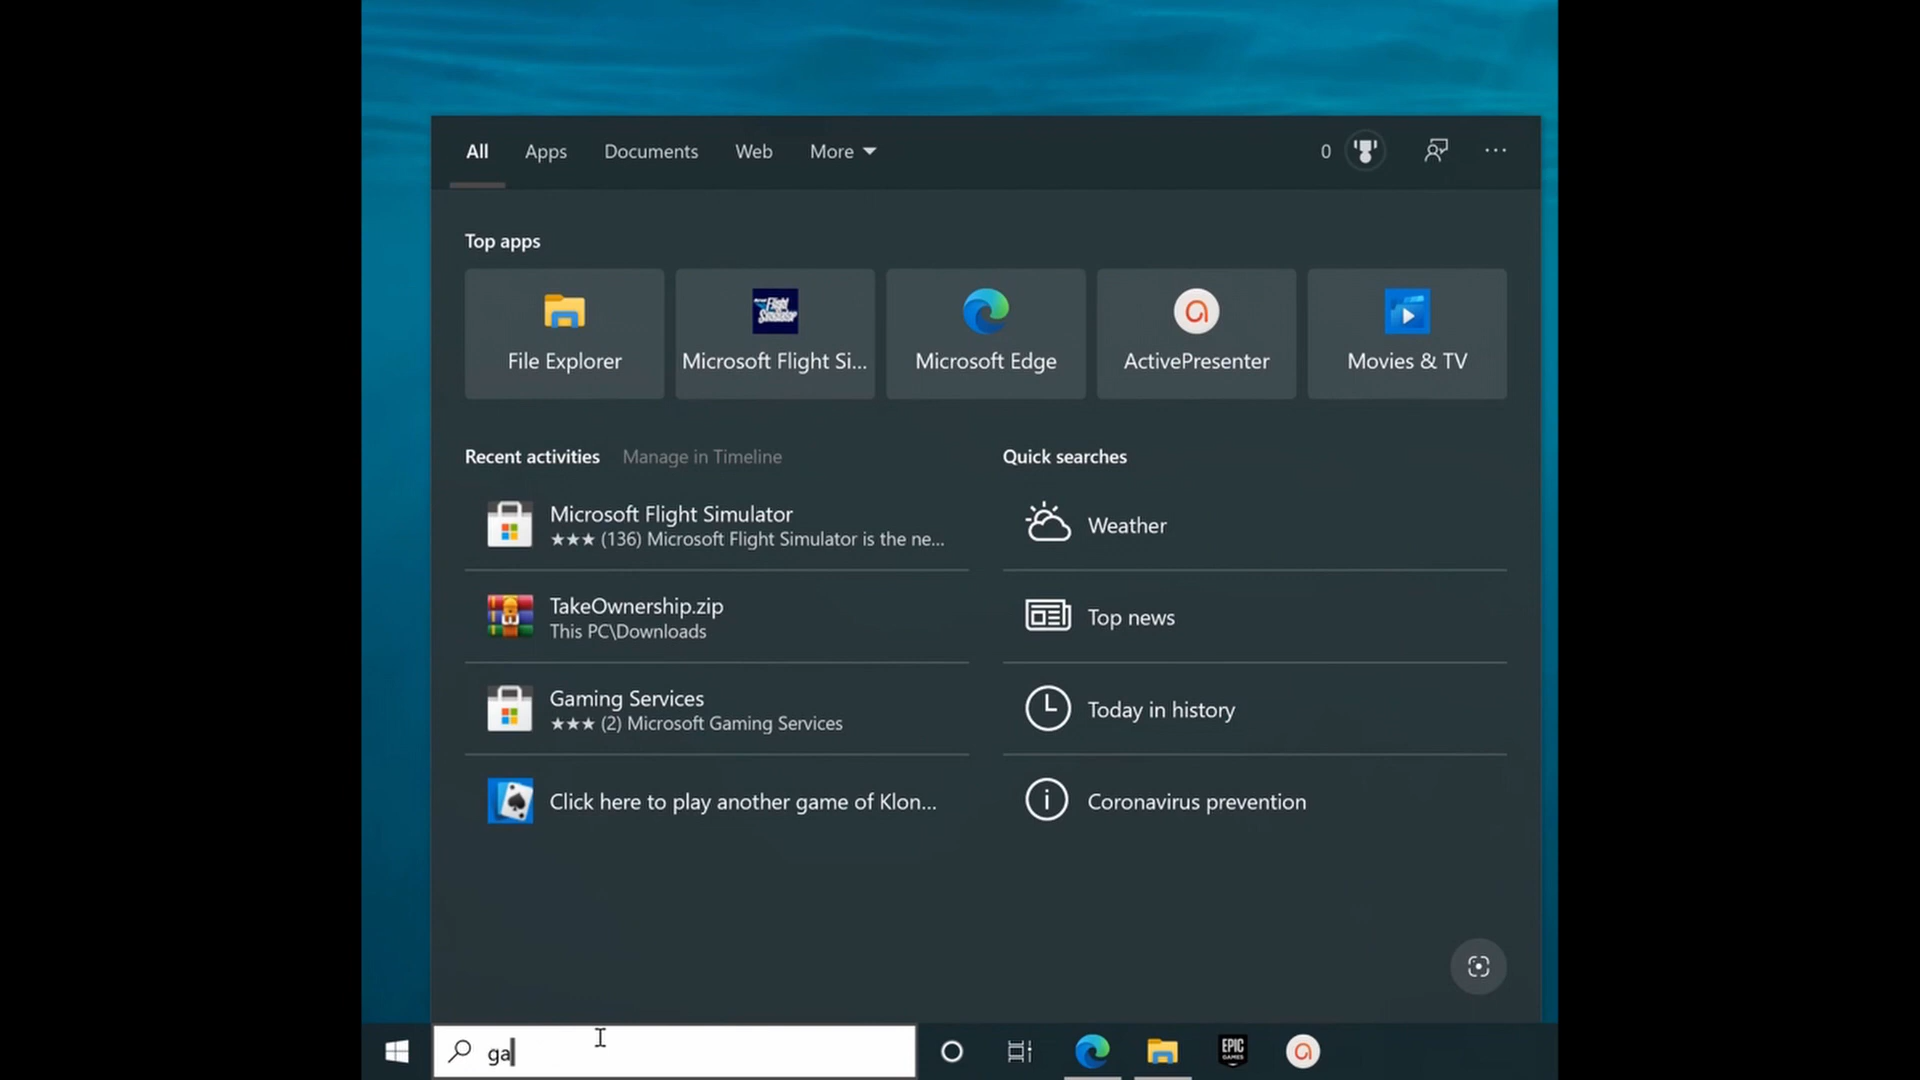 All Apps Documents Web More 0
Top apps
File Explorer
Microsoft Flight Si...
Microsoft Edge
ActivePresenter
Movies & TV
Recent activities Manage in Timeline
Microsoft Flight Simulator
★★★ (136) Microsoft Flight Simulator is the ne...
TakeOwnership.zip
This PC\Downloads
Gaming Services
★★★ (2) Microsoft Gaming Services
Click here to play another game of Klon...
Quick searches
Weather
Top news
Today in history
Coronavirus prevention
ga
EPIC
GAMES